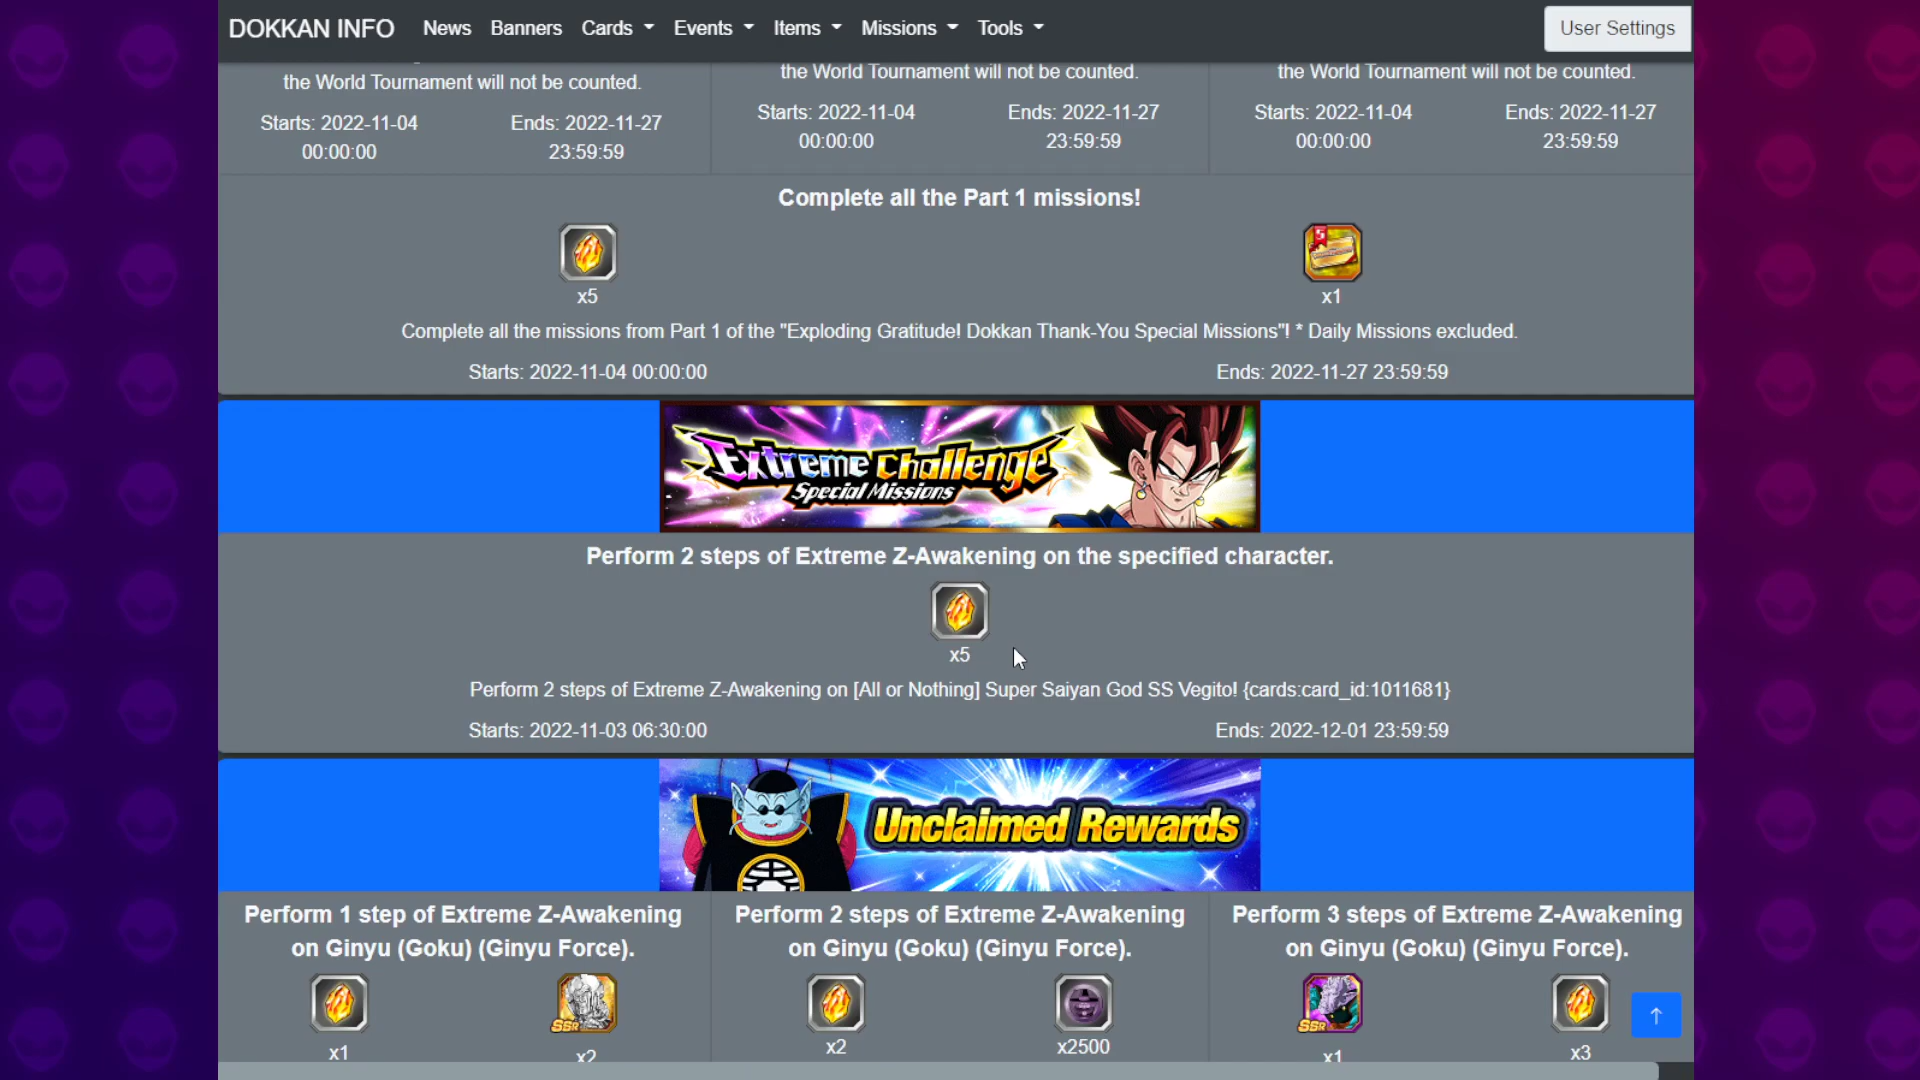 DOKKAN INFO News Banners Cards Events Items Missions Tools User Settings
the World Tournament will not be counted.
Starts: 2022-11-04 00:00:00
Ends: 2022-11-27 23:59:59
the World Tournament will not be counted.
Starts: 2022-11-04 00:00:00
Ends: 2022-11-27 23:59:59
the World Tournament will not be counted.
Starts: 2022-11-04 00:00:00
Ends: 2022-11-27 23:59:59
Complete all the Part 1 missions!
5
x5 x1
Complete all the missions from Part 1 of the "Exploding Gratitude! Dokkan Thank-You Special Missions"! * Daily Missions excluded.
Starts: 2022-11-04 00:00:00 Ends: 2022-11-27 23:59:59
Extreme Challenge
Special Missions
Perform 2 steps of Extreme Z-Awakening on the specified character.
x5
Perform 2 steps of Extreme Z-Awakening on [All or Nothing] Super Saiyan God SS Vegito! {cards:card_id:1011681}
Starts: 2022-11-03 06:30:00 Ends: 2022-12-01 23:59:59
Unclaimed Rewards
Perform 1 step of Extreme Z-Awakening
on Ginyu (Goku) (Ginyu Force).
SSR
x1 x2
Perform 2 steps of Extreme Z-Awakening
on Ginyu (Goku) (Ginyu Force).
x2 x2500
Perform 3 steps of Extreme Z-Awakening
on Ginyu (Goku) (Ginyu Force).
SSR
x1 x3